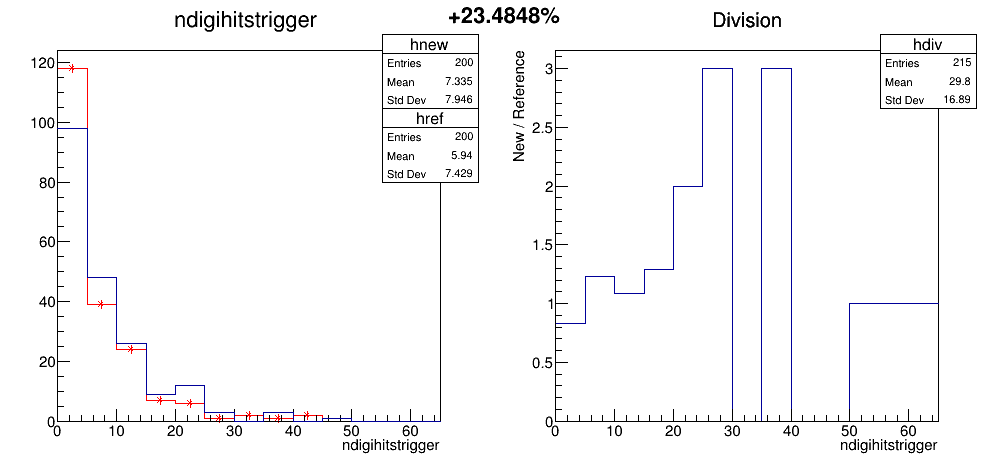 +23.4848%
ndigihitstrigger
hnew
Entries 200
Mean 7.335
Std Dev 7.946
href
Entries 200
Mean 5.94
Std Dev 7.429
120
100
80
60
40
20
0
0 10 20 30 40 50 60
ndigihitstrigger
Division
hdiv
Entries 215
Mean 29.8
Std Dev 16.89
New / Reference
3
2.5
2
1.5
1
0.5
0
0 10 20 30 40 50 60
ndigihitstrigger